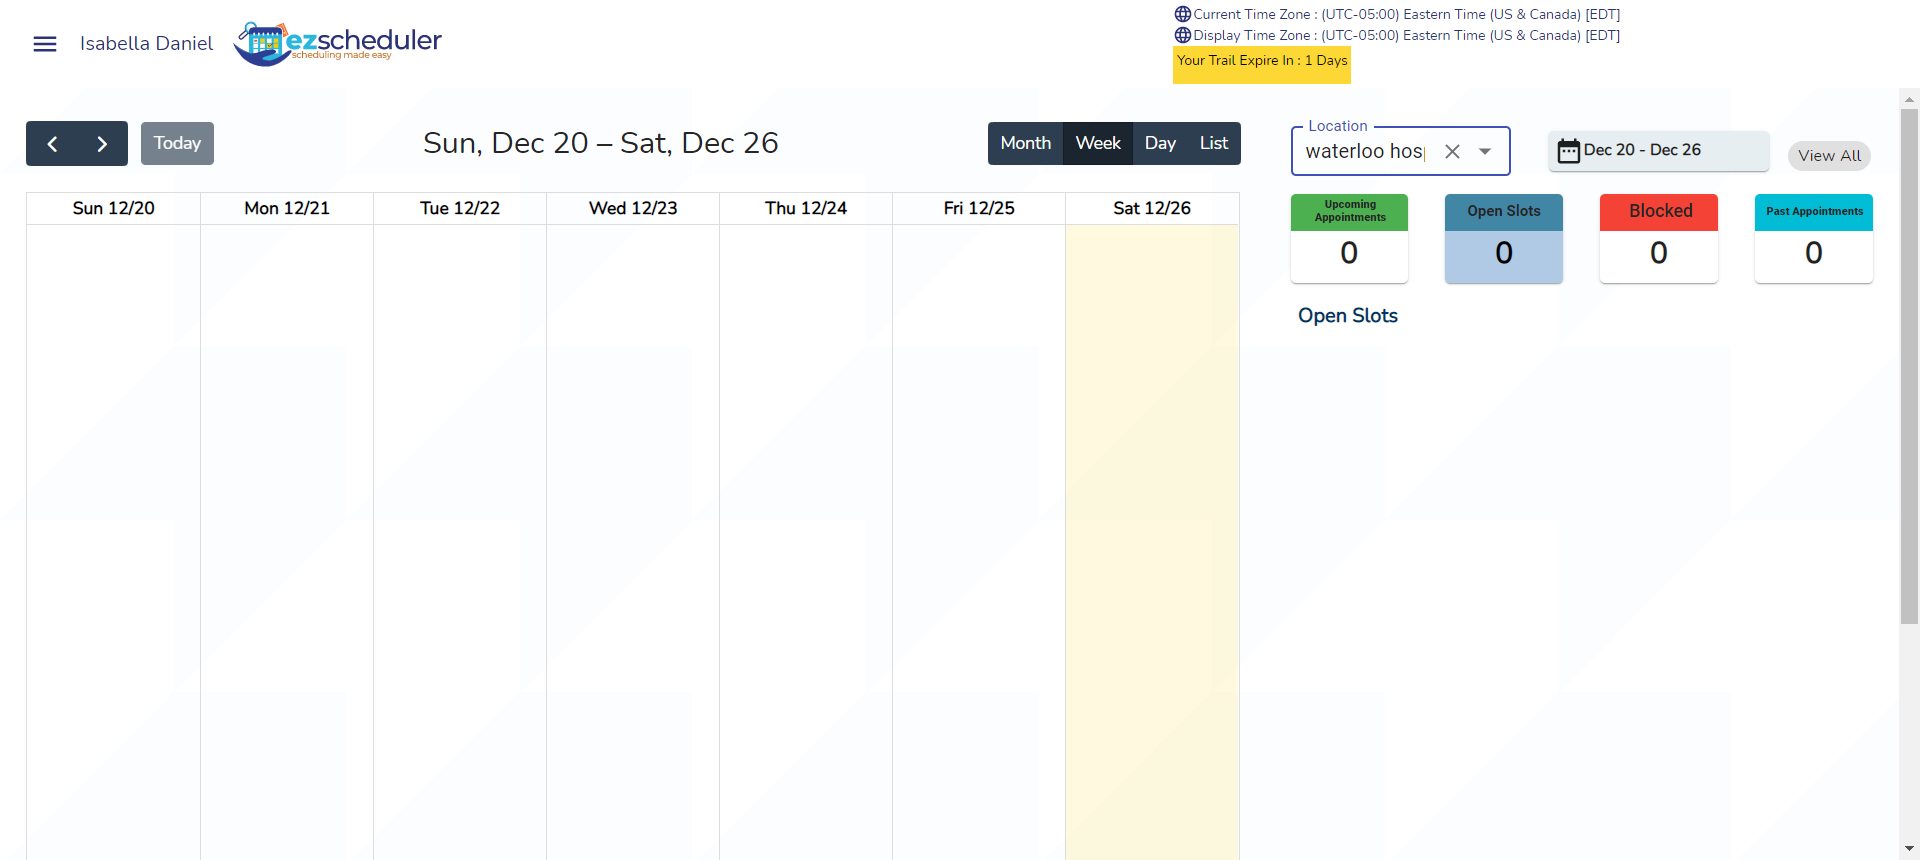 Isabella Daniel
ezscheduler
scheduling made easy
Current Time Zone : (UTC-05:00) Eastern Time (US & Canada) [EDT]
Display Time Zone : (UTC-05:00) Eastern Time (US & Canada) [EDT]
Your Trail Expire In : 1 Days
Today
Sun, Dec 20 – Sat, Dec 26
Month Week Day List
Sun 12/20 Mon 12/21 Tue 12/22 Wed 12/23 Thu 12/24 Fri 12/25 Sat 12/26
Location
waterloo hos
Dec 20 - Dec 26
View All
Upcoming
Appointments
0
Open Slots
0
Blocked
0
Past Appointments
0
Open Slots